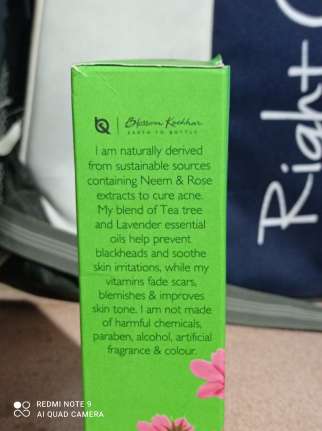 Blossom Kochhar
EARTH TO BOTTLE
I am naturally derived
from sustainable sources
containing Neem & Rose
extracts to cure acne.
My blend of Tea tree
and Lavender essential
oils help prevent
blackheads and soothe
skin irritations, while my
vitamins fade scars,
blemishes & improves
skin tone. I am not made
of harmful chemicals,
paraben, alcohol, artificial
fragrance & colour.
Right
REDMI NOTE 9
AI QUAD CAMERA